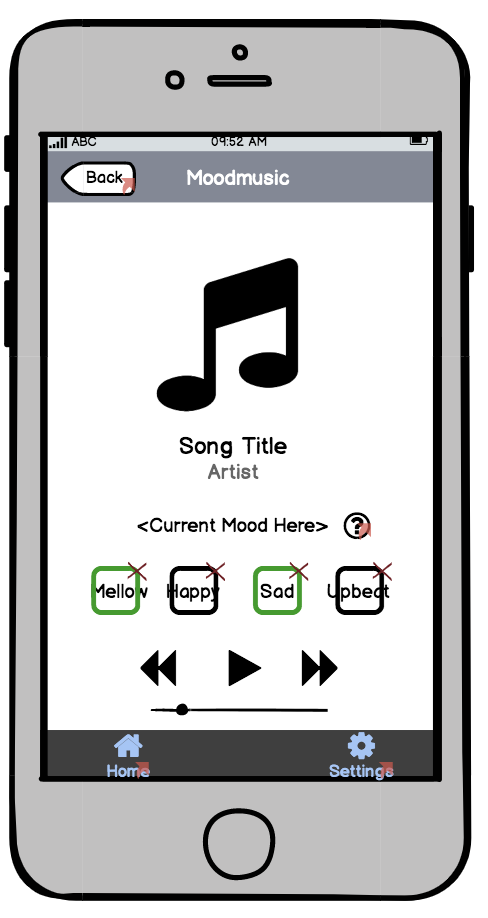 ABC 09:52 AM
Back Moodmusic
Song Title
Artist
<Current Mood Here> ?
Mellow Happy Sad Upbeat
Home Settings